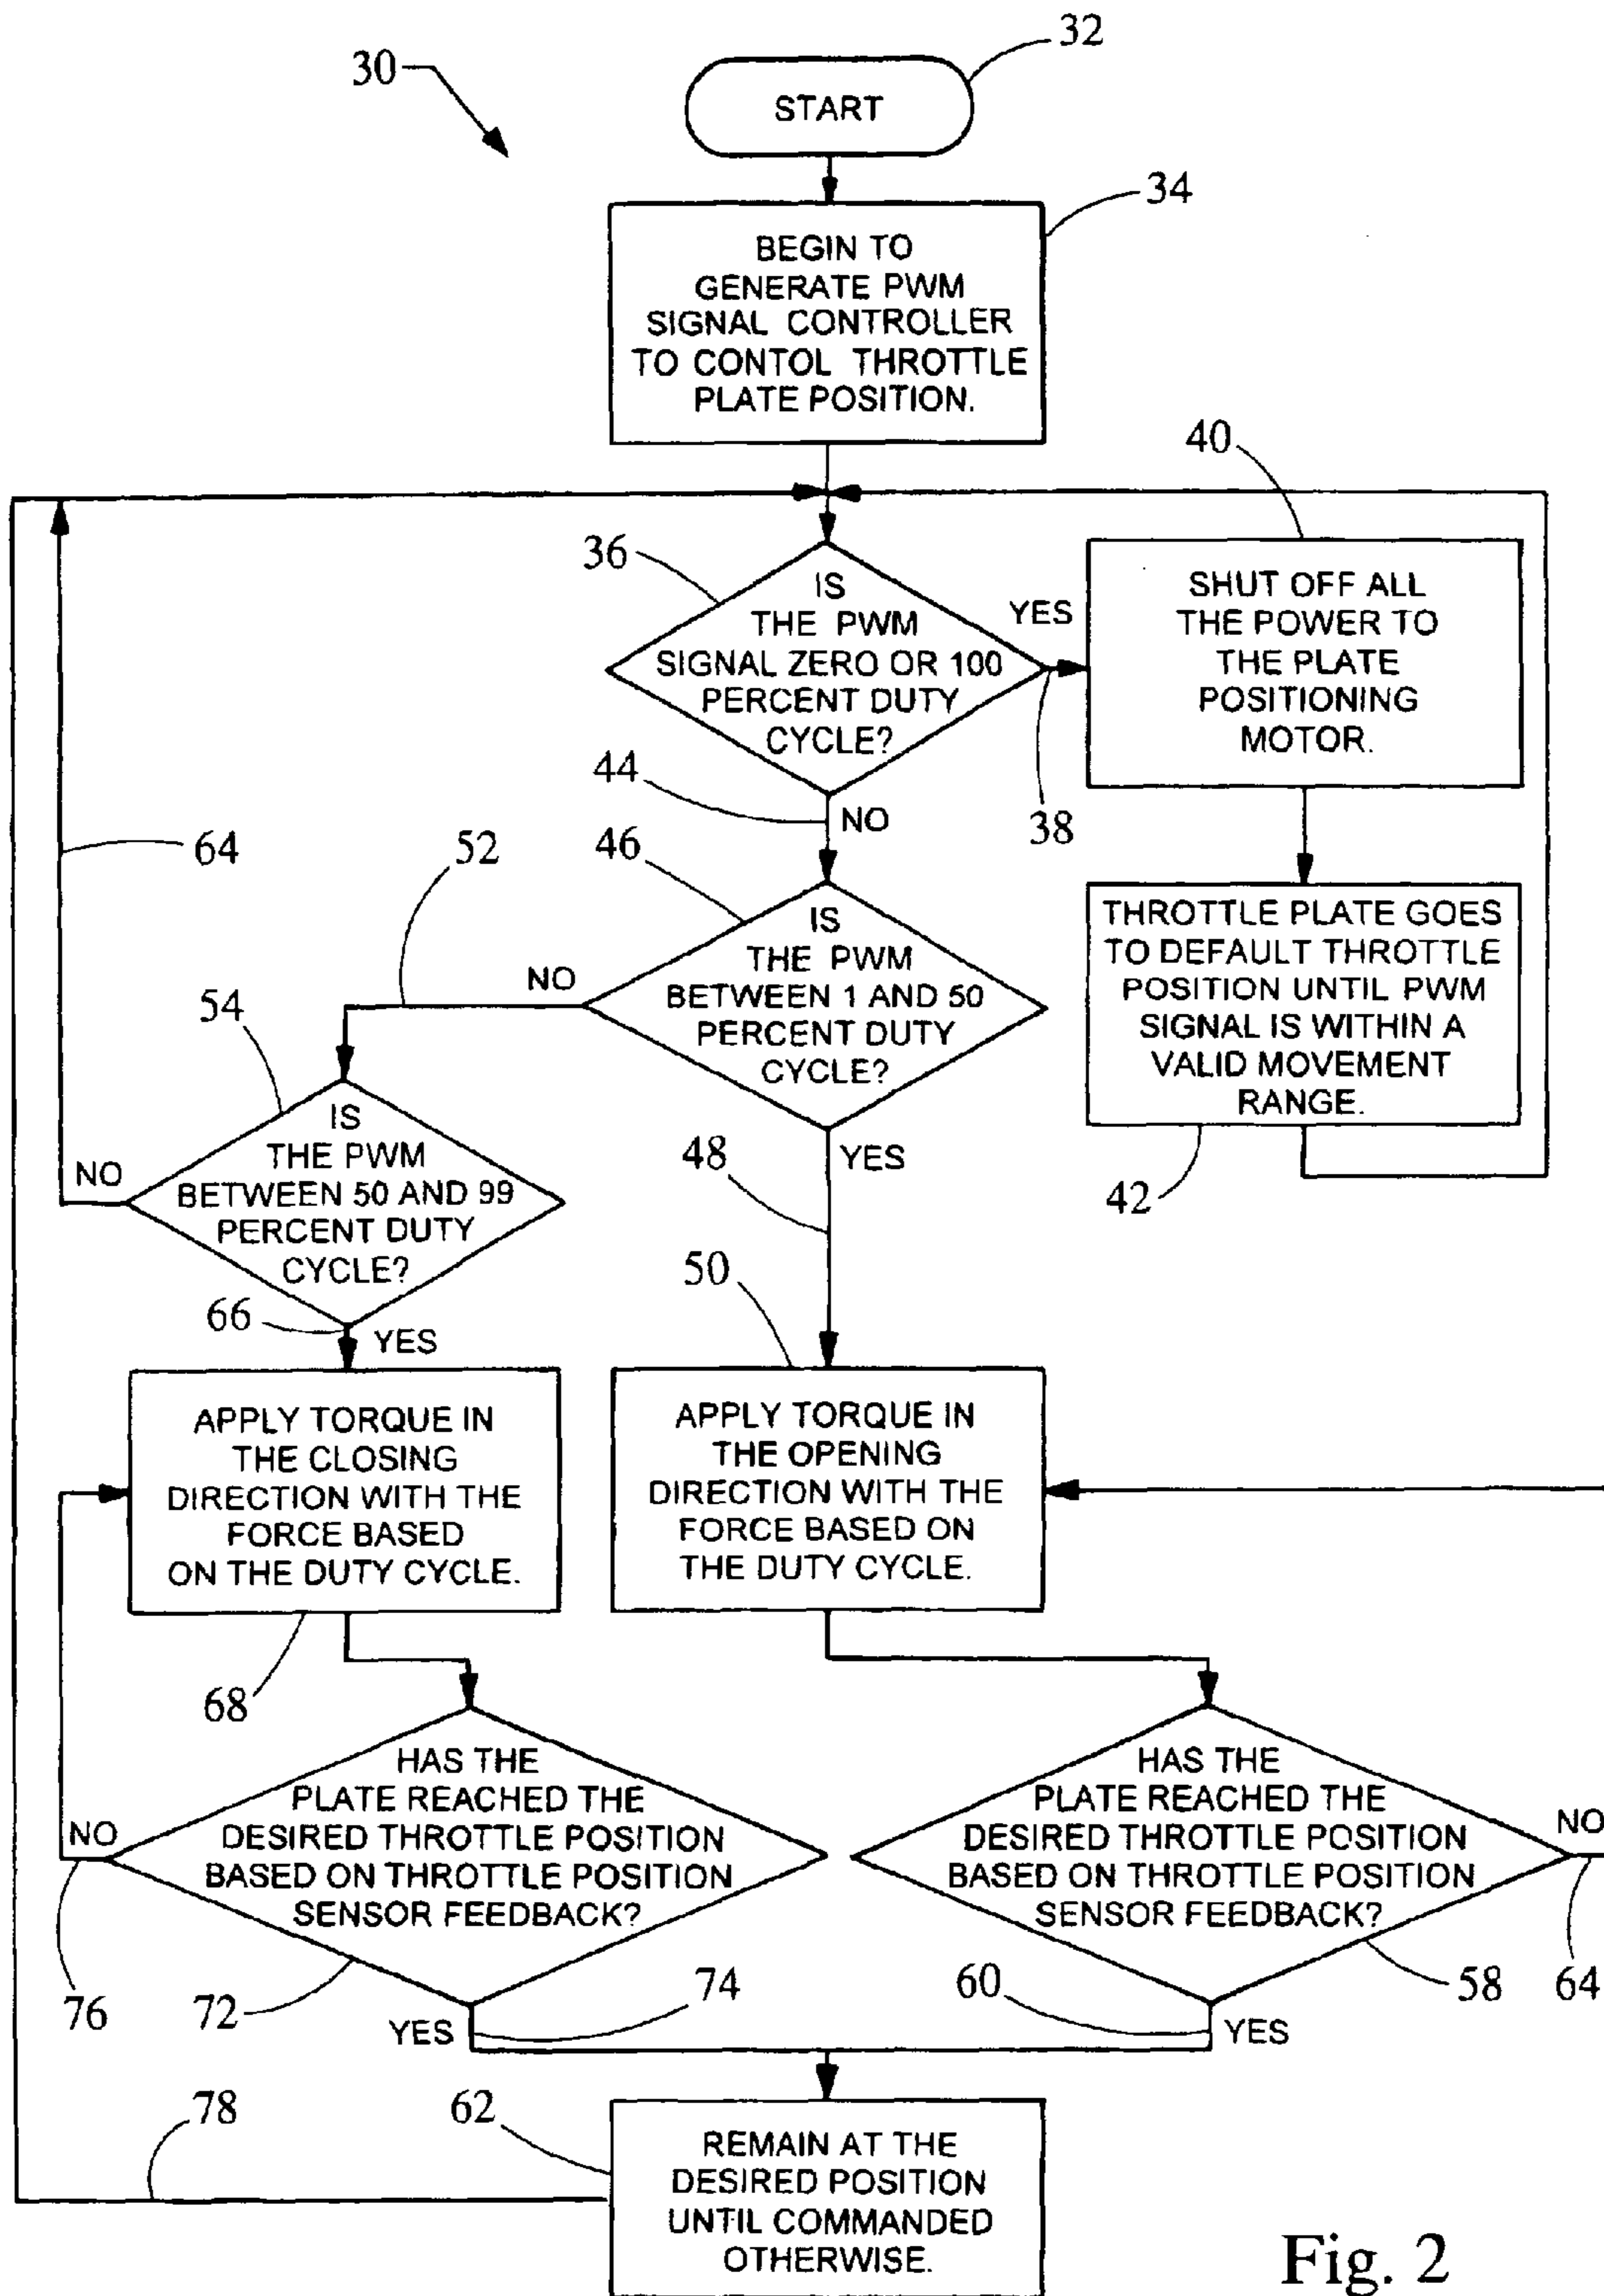 30
32
START
34
BEGIN TO
GENERATE PWM
SIGNAL CONTROLLER
TO CONTOL THROTTLE
PLATE POSITION.
40
36
IS
THE PWM
SIGNAL ZERO OR 100
PERCENT DUTY
CYCLE?
YES
38
SHUT OFF ALL
THE POWER TO
THE PLATE
POSITIONING
MOTOR.
44
NO
64
52
46
IS
THE PWM
BETWEEN 1 AND 50
PERCENT DUTY
CYCLE?
NO
THROTTLE PLATE GOES
TO DEFAULT THROTTLE
POSITION UNTIL PWM
SIGNAL IS WITHIN A
VALID MOVEMENT
RANGE.
42
54
IS
THE PWM
BETWEEN 50 AND 99
PERCENT DUTY
CYCLE?
NO
48
YES
50
66
YES
APPLY TORQUE IN
THE CLOSING
DIRECTION WITH THE
FORCE BASED
ON THE DUTY CYCLE.
68
APPLY TORQUE IN
THE OPENING
DIRECTION WITH THE
FORCE BASED ON
THE DUTY CYCLE.
HAS THE
PLATE REACHED THE
DESIRED THROTTLE POSITION
BASED ON THROTTLE POSITION
SENSOR FEEDBACK?
NO
76
72
YES
74
HAS THE
PLATE REACHED THE
DESIRED THROTTLE POSITION
BASED ON THROTTLE POSITION
SENSOR FEEDBACK?
NO
60
YES
58
64
78
62
REMAIN AT THE
DESIRED POSITION
UNTIL COMMANDED
OTHERWISE.
Fig. 2